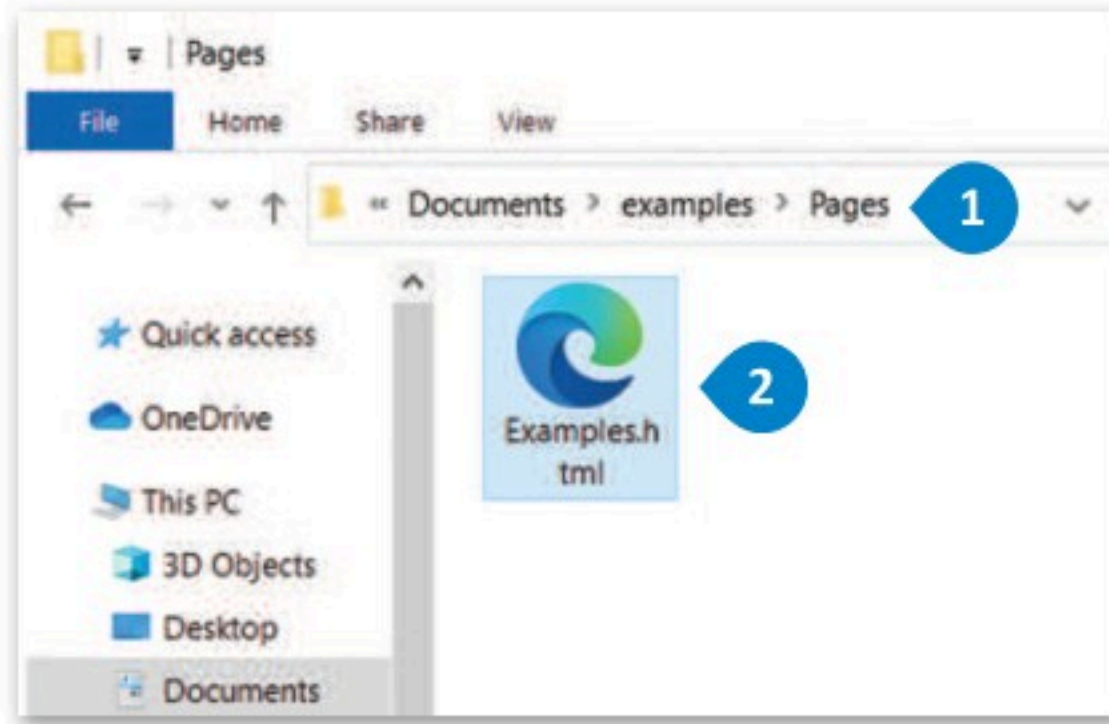 Pages
File Home Share View
« Documents > examples > Pages 1
Quick access
Examples.h
tml
2
OneDrive
This PC
3D Objects
Desktop
Documents